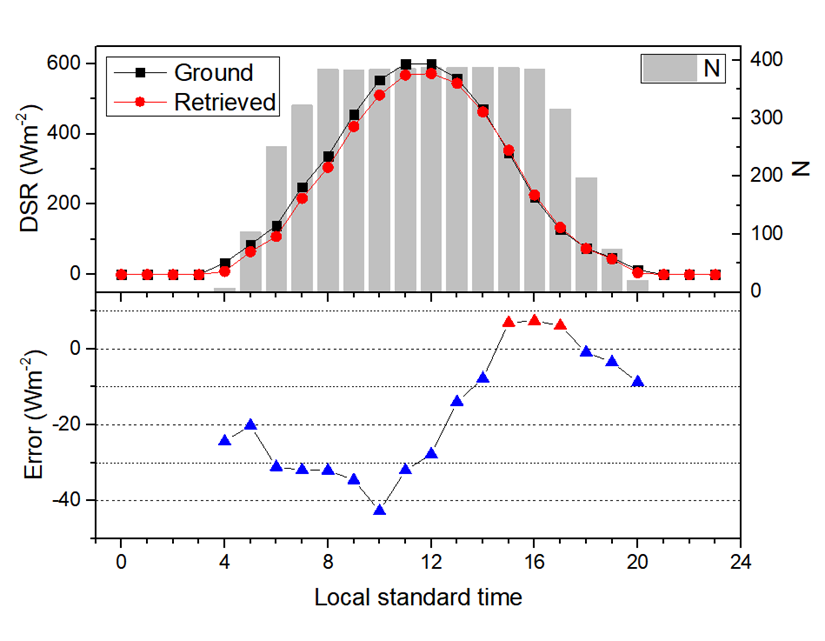 600
400
200
0
DSR (Wm-2)
Ground
Retrieved
N
400
300
200
100
0
N
0
-20
-40
Error (Wm-2)
0 4 8 12 16 20 24
Local standard time